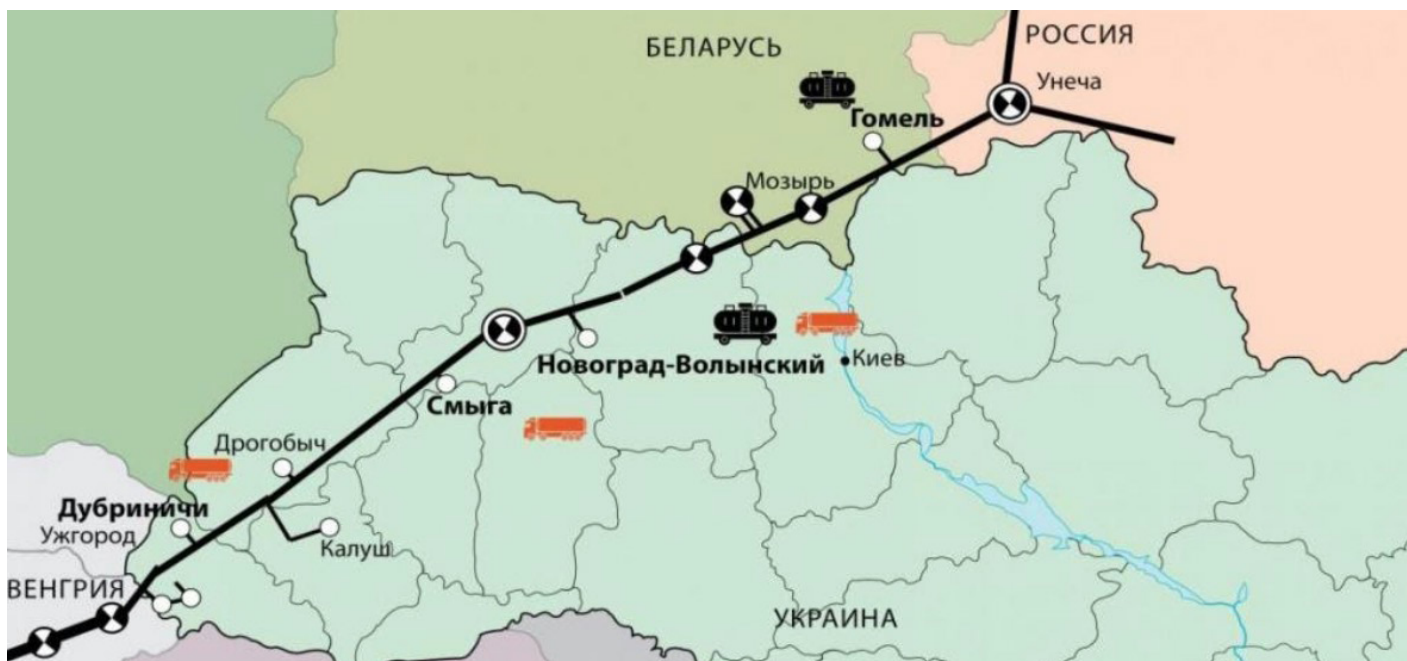 РОССИЯ
БЕЛАРУСЬ
Унеча
Гомель
Мозырь
Новоград-Волынский
Киев
Смыга
Дрогобыч
Дубриничи
Ужгород
Калуш
ВЕНГРИЯ
УКРАИНА